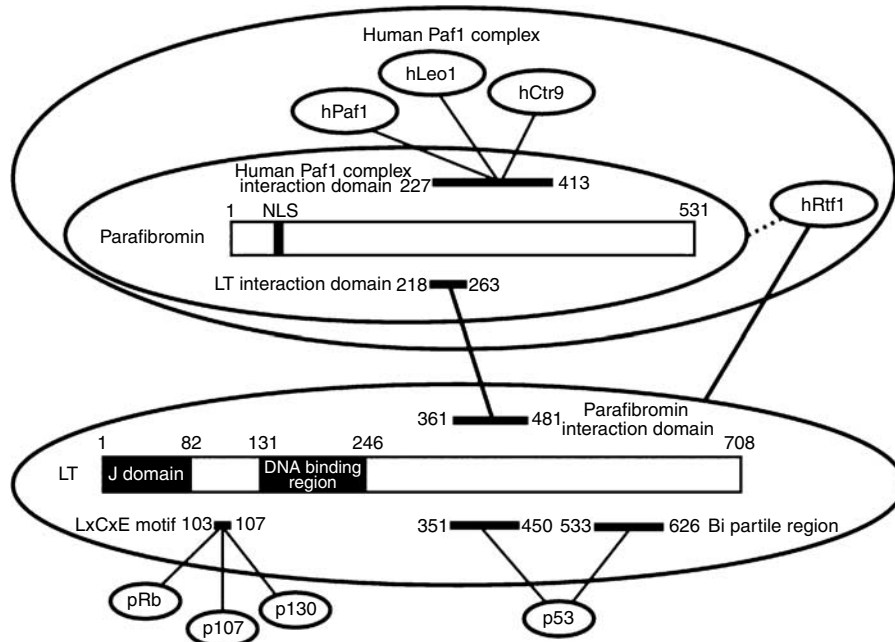 Human Paf1 complex
hLeo1
hPaf1
hCtr9
Human Paf1 complex
interaction domain 227 413
hRtf1
1 NLS 531
Parafibromin
LT interaction domain 218 263
361 481 Parafibromin
interaction domain
1 82 131 246 708
LT J domain DNA binding
region
LxCxE motif 103 107 351 450 533 626 Bi partile region
pRb
p107
p130
p53